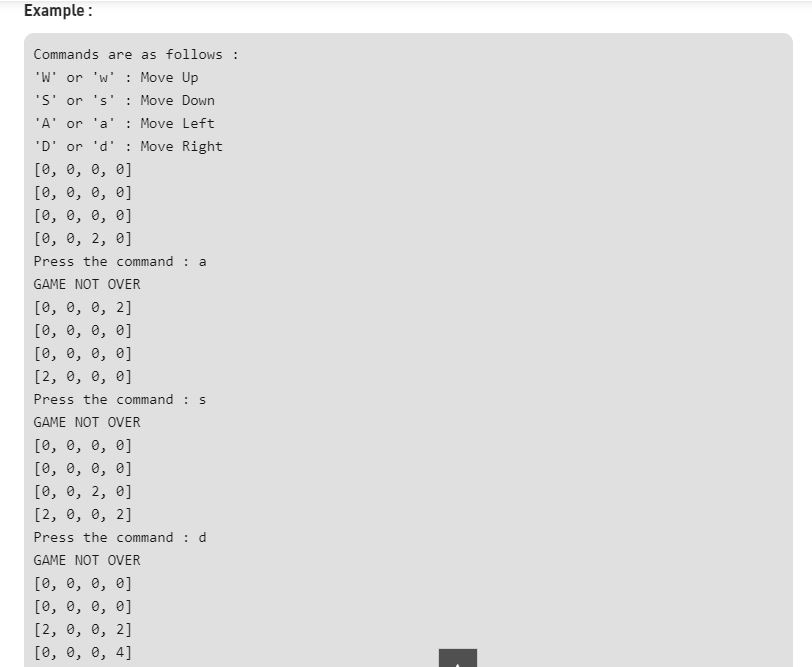 Example :
Commands are as follows :
'W' or 'w' : Move Up
'S' or 's' : Move Down
'A' or 'a' : Move Left
'D' or 'd' : Move Right
[0, 0, 0, 0]
[0, 0, 0, 0]
[0, 0, 0, 0]
[0, 0, 2, 0]
Press the command : a
GAME NOT OVER
[0, 0, 0, 2]
[0, 0, 0, 0]
[0, 0, 0, 0]
[2, 0, 0, 0]
Press the command : s
GAME NOT OVER
[0, 0, 0, 0]
[0, 0, 0, 0]
[0, 0, 2, 0]
[2, 0, 0, 2]
Press the command : d
GAME NOT OVER
[0, 0, 0, 0]
[0, 0, 0, 0]
[2, 0, 0, 2]
[0, 0, 0, 4]